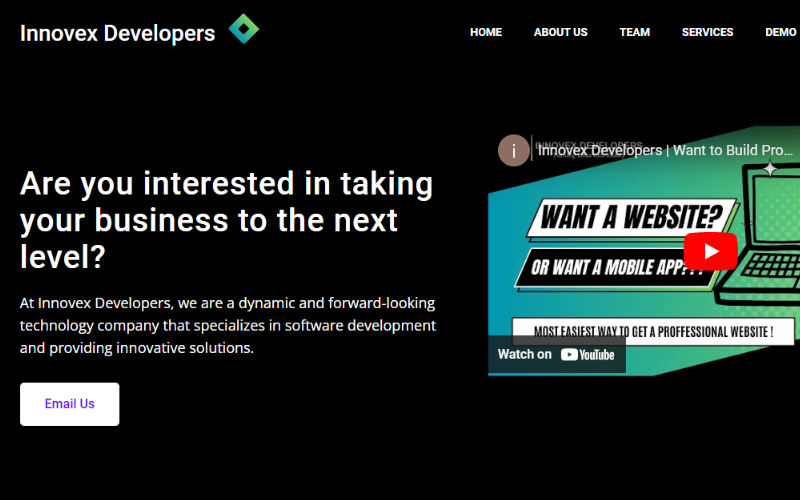 Innovex Developers
HOME
ABOUT US
TEAM
SERVICES
DEMO
Are you interested in taking
your business to the next
level?
At Innovex Developers, we are a dynamic and forward-looking
technology company that specializes in software development
and providing innovative solutions.
Email Us
i
INNOVEX DEVELOPERS
Innovex Developers | Want to Build Pro...
WANT A WEBSITE?
OR WANT A MOBILE APP???
MOST EASIEST WAY TO GET A PROFFESSIONAL WEBSITE !
Watch on YouTube